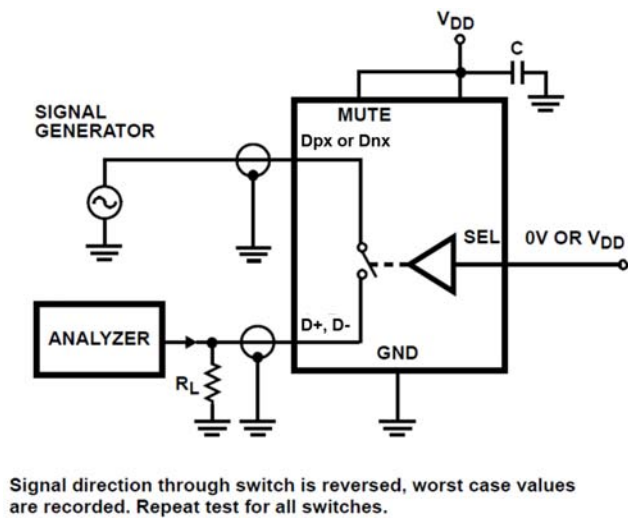 VDD
C
SIGNAL
GENERATOR
MUTE
Dpx or Dnx
SEL
0V OR VDD
ANALYZER
D+, D-
GND
RL
Signal direction through switch is reversed, worst case values
are recorded. Repeat test for all switches.